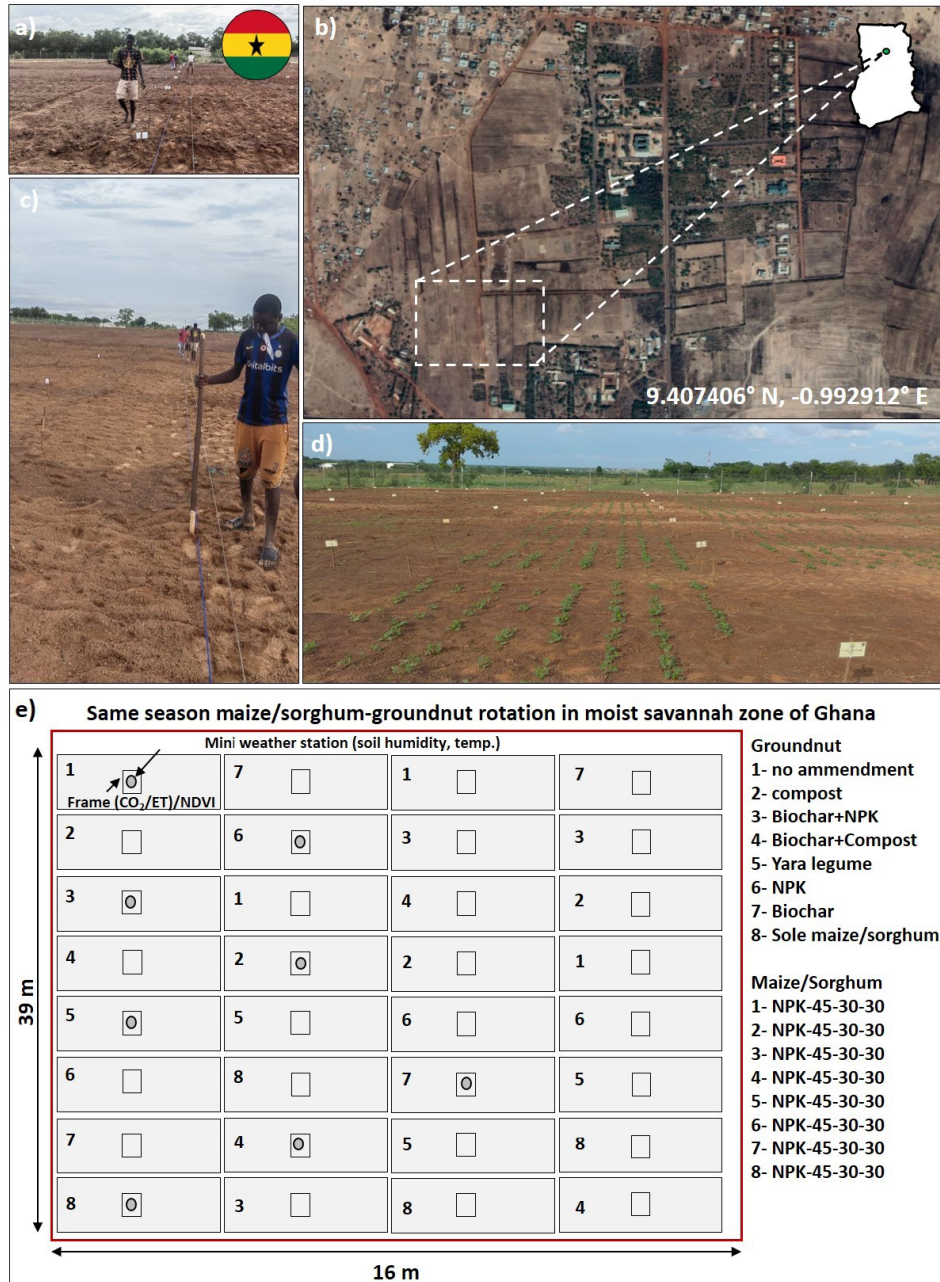 a)
b)
c)
italbits
9.407406° N, -0.992912° E
d)
e)
Same season maize/sorghum-groundnut rotation in moist savannah zone of Ghana
Mini weather station (soil humidity, temp.)
Frame (CO₂/ET)/NDVI
39 m
1 7 1 7
2 6 3 3
3 1 4 2
4 2 2 1
5 5 6 6
6 8 7 5
7 4 5 8
8 3 8 4
16 m
Groundnut
1- no ammendment
2- compost
3- Biochar+NPK
4- Biochar+Compost
5- Yara legume
6- NPK
7- Biochar
8- Sole maize/sorghum
Maize/Sorghum
1- NPK-45-30-30
2- NPK-45-30-30
3- NPK-45-30-30
4- NPK-45-30-30
5- NPK-45-30-30
6- NPK-45-30-30
7- NPK-45-30-30
8- NPK-45-30-30